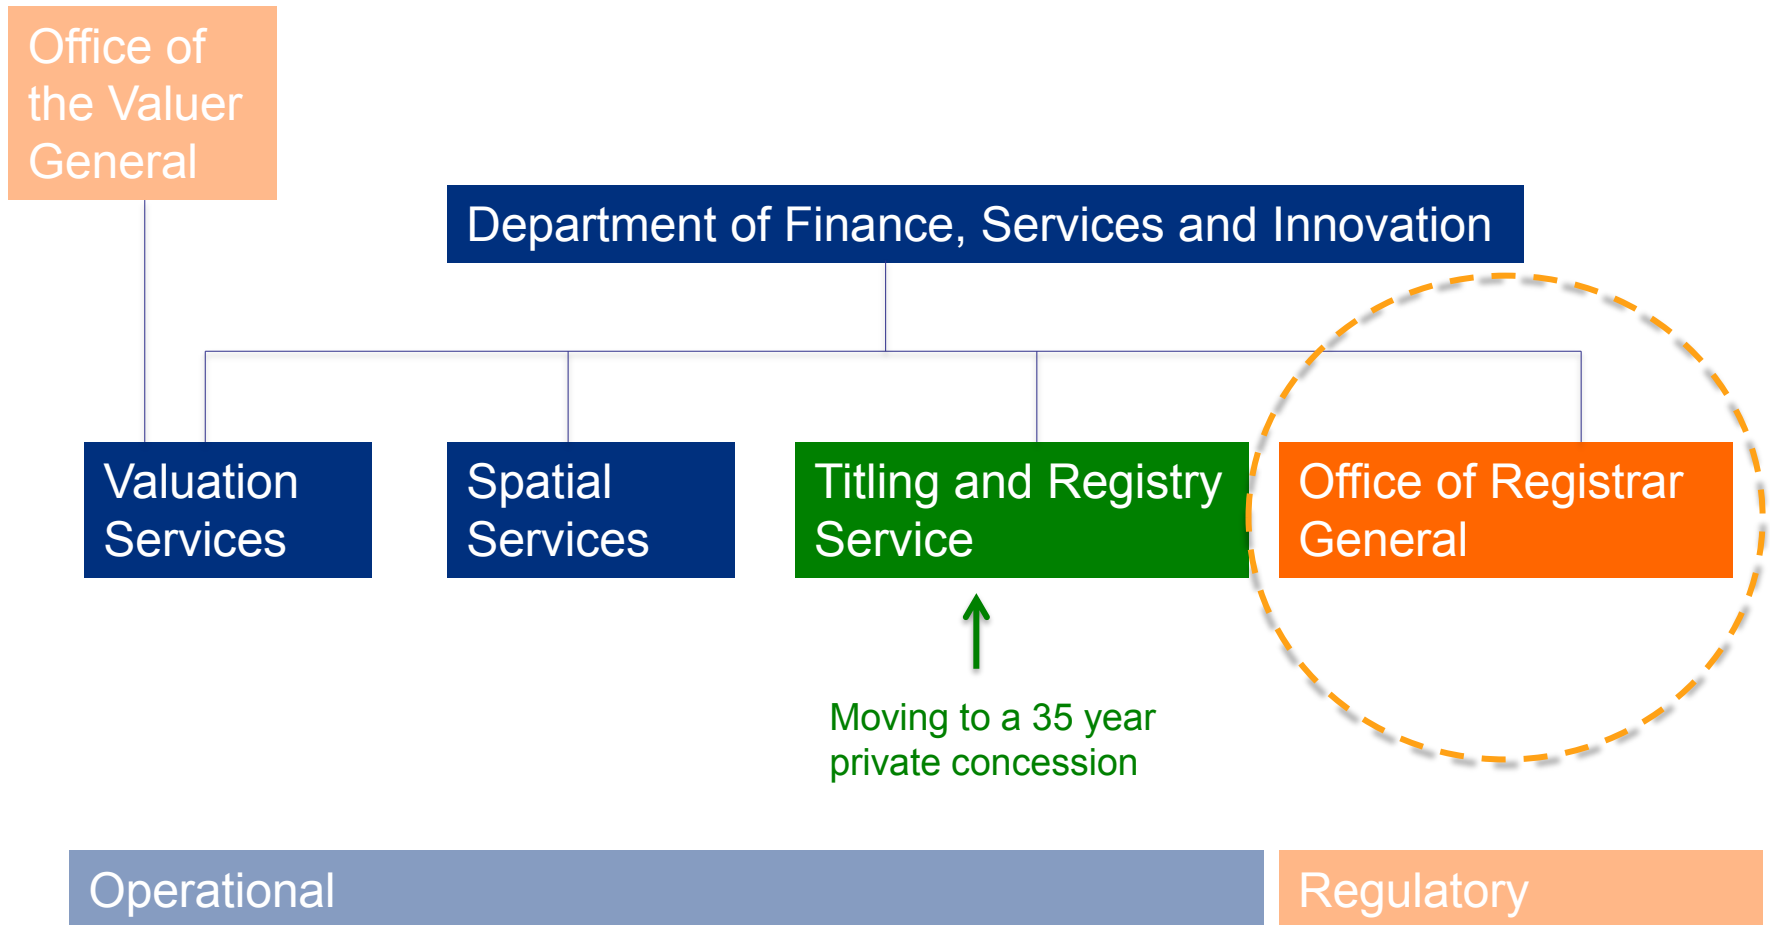 Office of
the Valuer
General
Department of Finance, Services and Innovation
Valuation
Services
Spatial
Services
Titling and Registry
Service
Office of Registrar
General
Moving to a 35 year
private concession
Operational
Regulatory